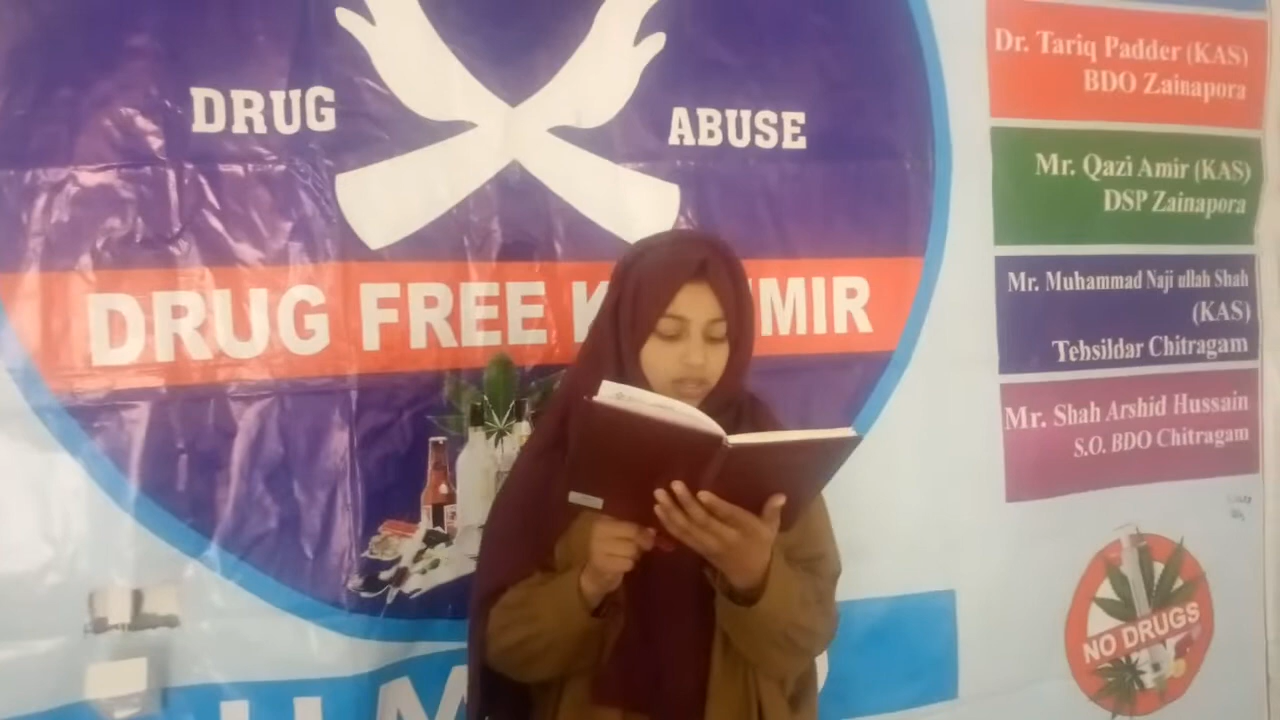 DRUG
ABUSE
DRUG FREE K MIR
Dr. Tariq Padder (KAS)
BDO Zainapora
Mr. Qazi Amir (KAS)
DSP Zainapora
Mr. Muhammad Naji ullah Shah
(KAS)
Tehsildar Chitragam
Mr. Shah Arshid Hussain
S.O. BDO Chitragam
NO DRUGS